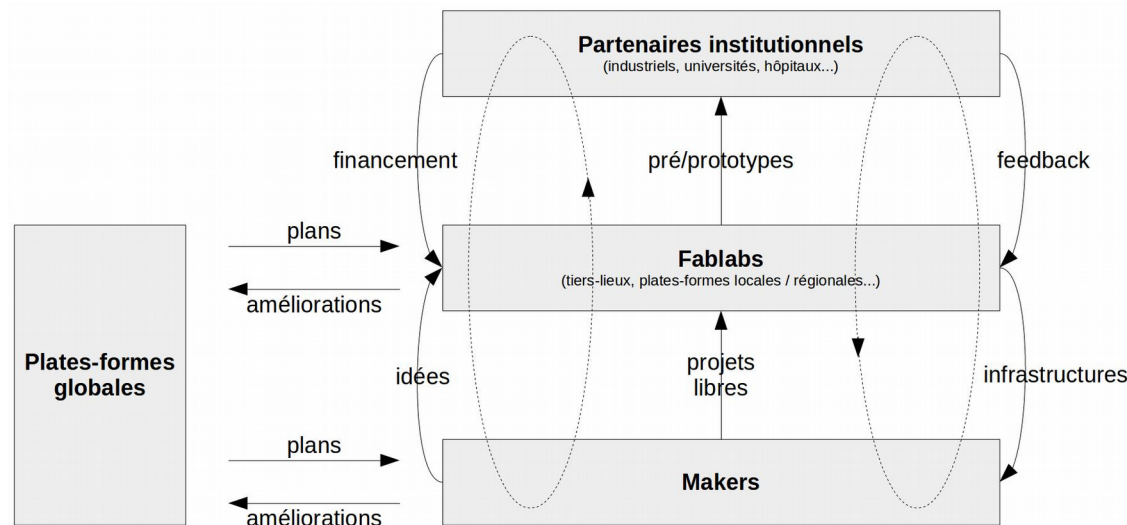 Partenaires institutionnels
(industriels, universités, hôpitaux...)
financement
pré/prototypes
feedback
plans
améliorations
Fablabs
(tiers-lieux, plates-formes locales / régionales...)
Plates-formes
globales
idées
projets
libres
infrastructures
plans
améliorations
Makers